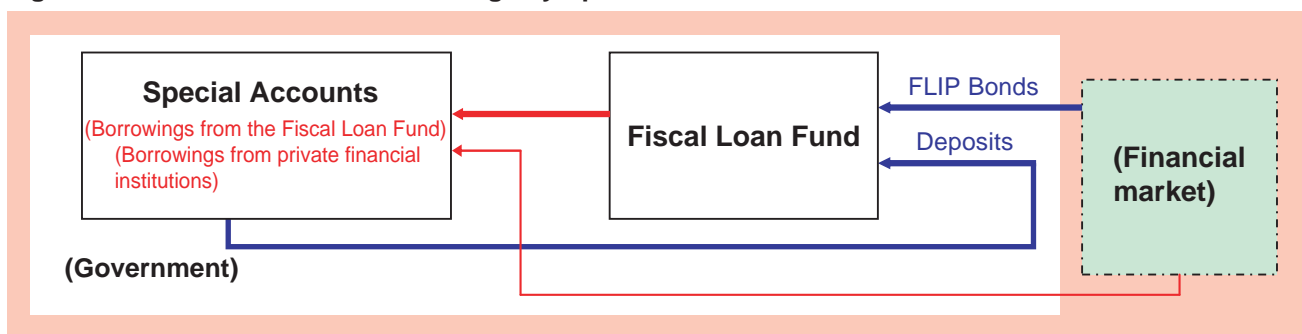 Special Accounts
(Borrowings from the Fiscal Loan Fund)
(Borrowings from private financial
institutions)
Fiscal Loan Fund
FLIP Bonds
Deposits
(Financial
market)
(Government)